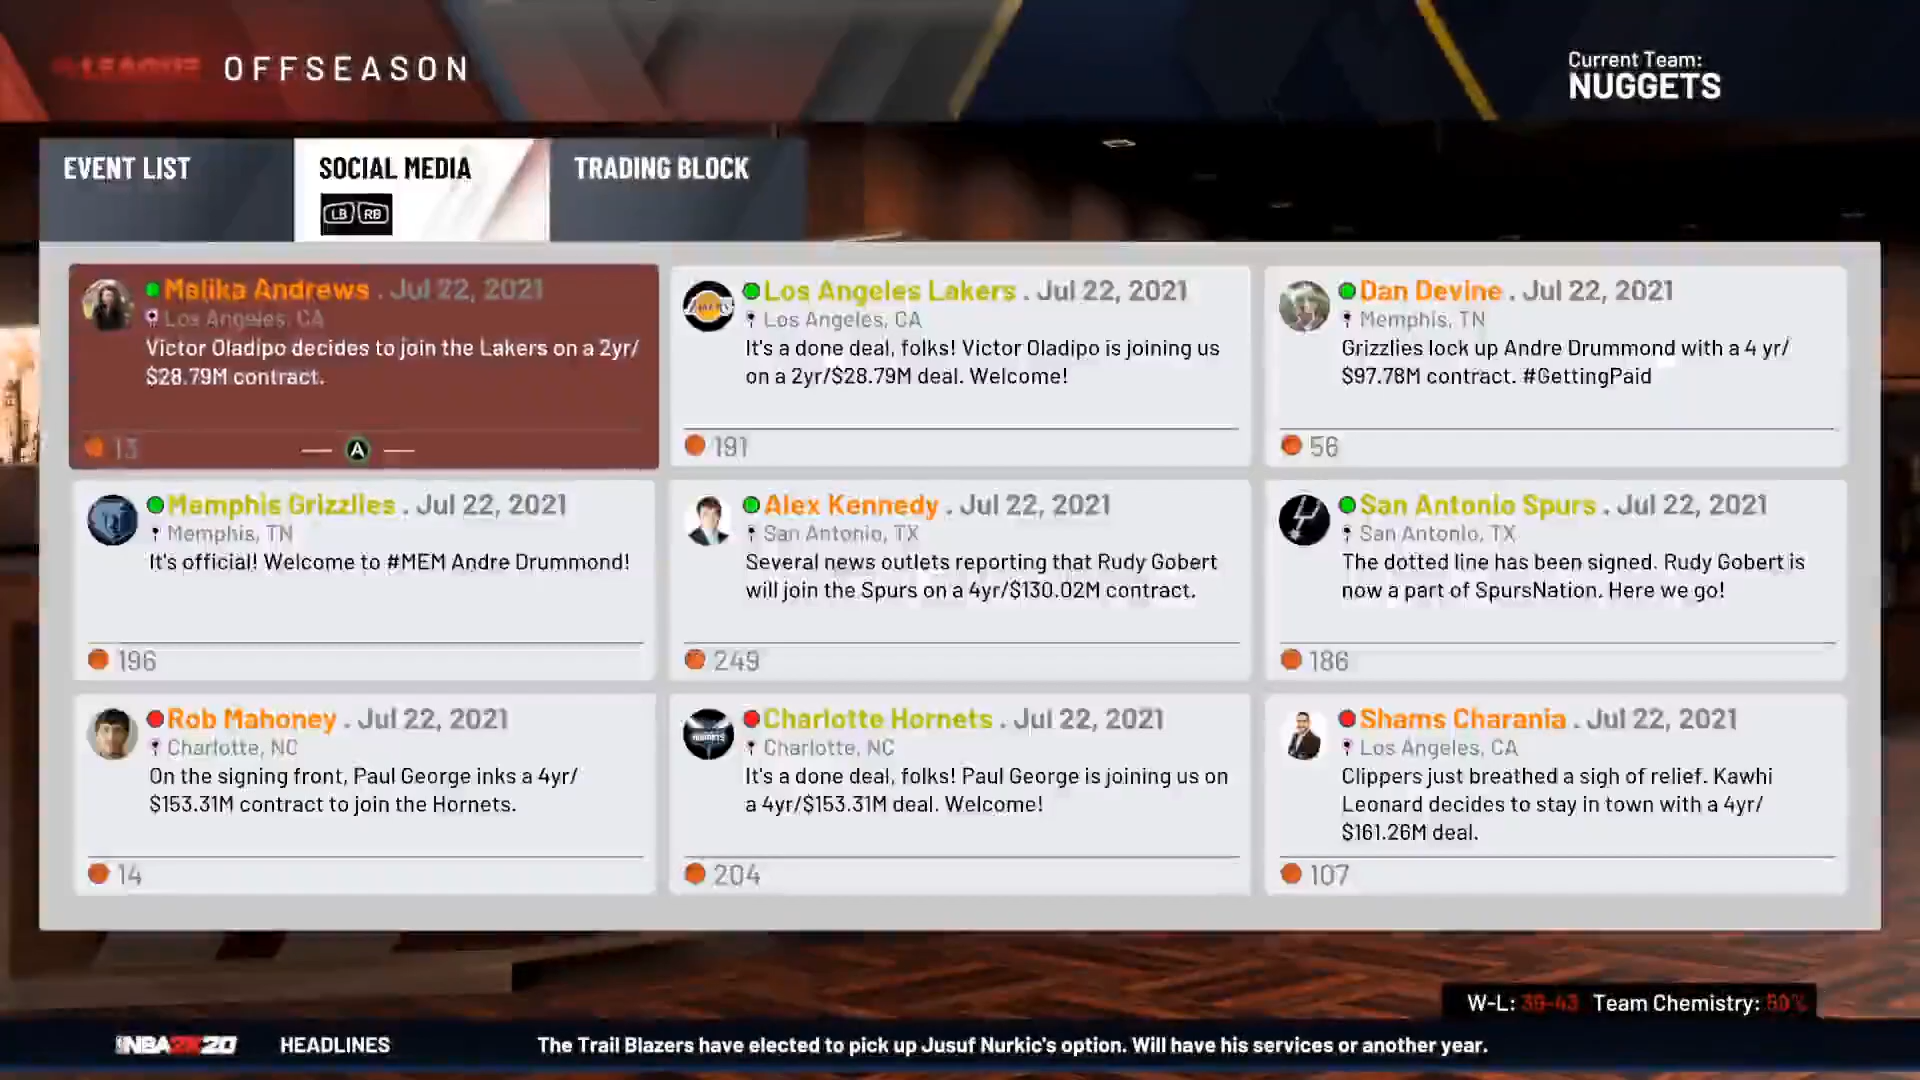 LEAGUE OFFSEASON
Current Team:
NUGGETS
EVENT LIST
SOCIAL MEDIA
LB RB
TRADING BLOCK
Malika Andrews . Jul 22, 2021
Los Angeles, CA
Victor Oladipo decides to join the Lakers on a 2yr/
$28.79M contract.
13
A
Los Angeles Lakers . Jul 22, 2021
Los Angeles, CA
It's a done deal, folks! Victor Oladipo is joining us
on a 2yr/$28.79M deal. Welcome!
191
Dan Devine . Jul 22, 2021
Memphis, TN
Grizzlies lock up Andre Drummond with a 4 yr/
$97.78M contract. #GettingPaid
56
Memphis Grizzlies . Jul 22, 2021
Memphis, TN
It's official! Welcome to #MEM Andre Drummond!
196
Alex Kennedy . Jul 22, 2021
San Antonio, TX
Several news outlets reporting that Rudy Gobert
will join the Spurs on a 4yr/$130.02M contract.
249
San Antonio Spurs . Jul 22, 2021
San Antonio, TX
The dotted line has been signed. Rudy Gobert is
now a part of SpursNation. Here we go!
186
Rob Mahoney . Jul 22, 2021
Charlotte, NC
On the signing front, Paul George inks a 4yr/
$153.31M contract to join the Hornets.
14
Charlotte Hornets . Jul 22, 2021
Charlotte, NC
It's a done deal, folks! Paul George is joining us on
a 4yr/$153.31M deal. Welcome!
204
Shams Charania . Jul 22, 2021
Los Angeles, CA
Clippers just breathed a sigh of relief. Kawhi
Leonard decides to stay in town with a 4yr/
$161.26M deal.
107
W-L: 39-43 Team Chemistry:
NBA2K20
HEADLINES
The Trail Blazers have elected to pick up Jusuf Nurkic's option. Will have his services or another year.